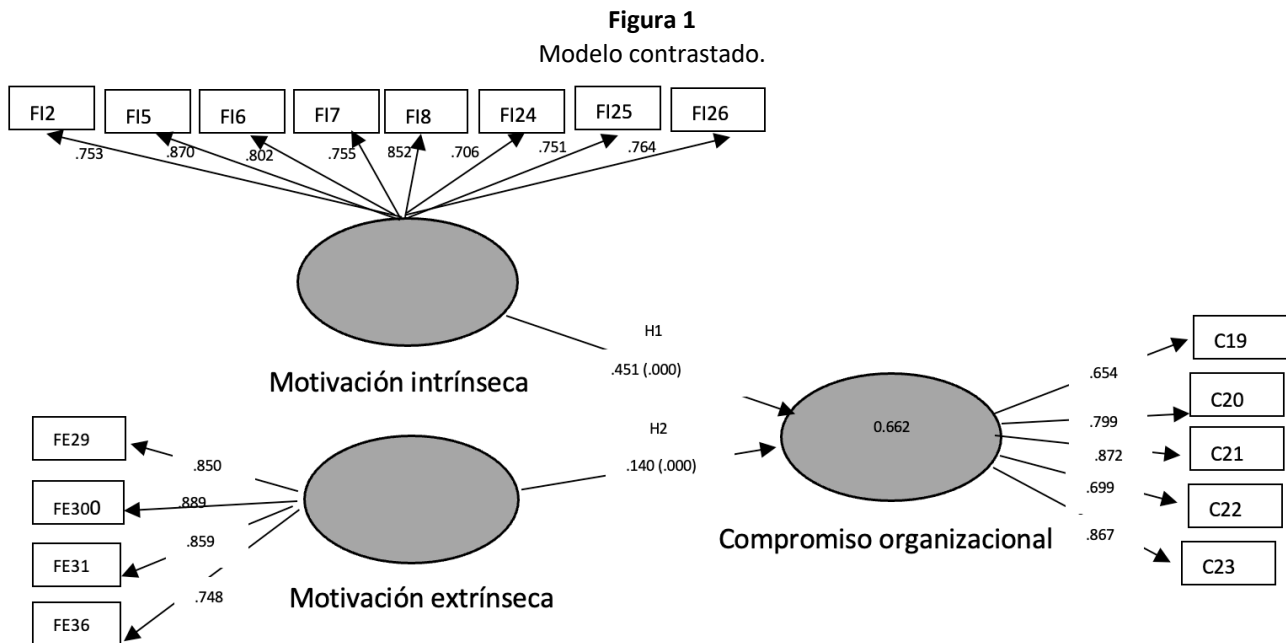 Figura 1
Modelo contrastado.
FI2 FI5 FI6 FI7 FI8 FI24 FI25 FI26
.753 .870 .802 .755 852 .706 .751 .764
H1
.451 (.000)
Motivación intrínseca
H2
.140 (.000)
0.662
Compromiso organizacional
C19
.654
C20
.799
C21
.872
C22
.699
C23
.867
FE29
.850
FE300
.889
FE31
.859
FE36
.748
Motivación extrínseca